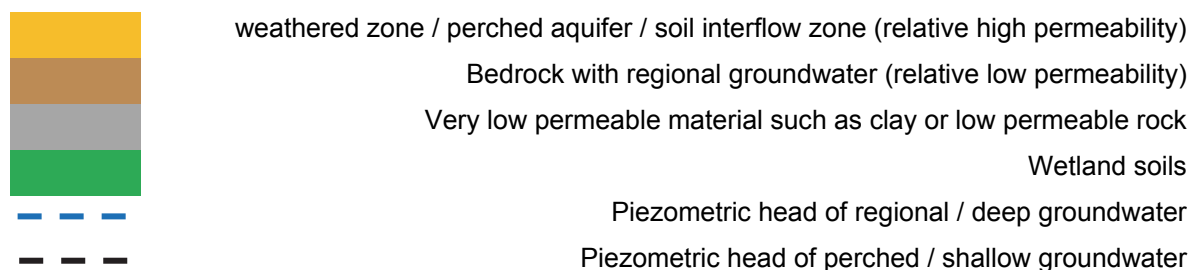 weathered zone / perched aquifer / soil interflow zone (relative high permeability)
Bedrock with regional groundwater (relative low permeability)
Very low permeable material such as clay or low permeable rock
Wetland soils
Piezometric head of regional / deep groundwater
Piezometric head of perched / shallow groundwater